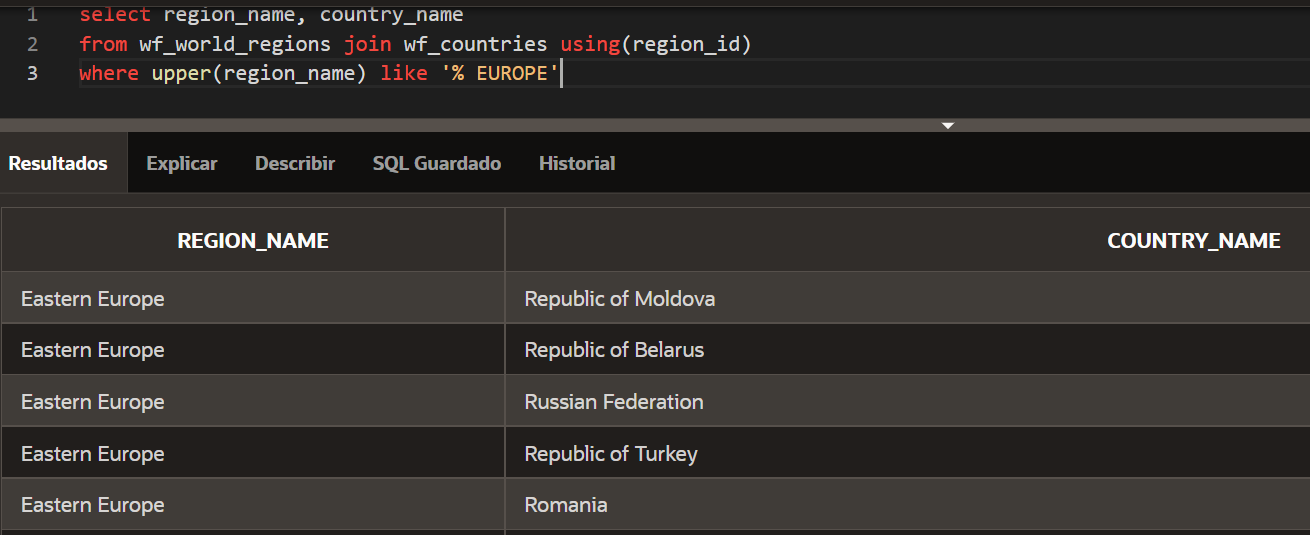 1 select region_name, country_name
2 from wf_world_regions join wf_countries using(region_id)
3 where upper(region_name) like '% EUROPE'
Resultados Explicar Describir SQL Guardado Historial
REGION_NAME COUNTRY_NAME
Eastern Europe Republic of Moldova
Eastern Europe Republic of Belarus
Eastern Europe Russian Federation
Eastern Europe Republic of Turkey
Eastern Europe Romania